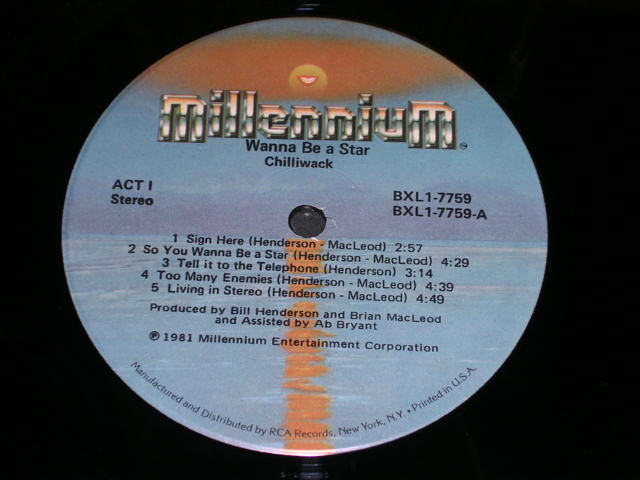 Millennium
Wanna Be a Star
Chilliwack
ACT I
Stereo
BXL1-7759
BXL1-7759-A
1 Sign Here (Henderson - MacLeod) 2:57
2 So You Wanna Be a Star (Henderson - MacLeod) 4:29
3 Tell it to the Telephone (Henderson) 3:14
4 Too Many Enemies (Henderson - MacLeod) 4:39
5 Living in Stereo (Henderson - MacLeod) 4:49
Produced by Bill Henderson and Brian MacLeod
and Assisted by Ab Bryant
℗ 1981 Millennium Entertainment Corporation
Manufactured and Distributed by RCA Records, New York, N.Y. • Printed in U.S.A.